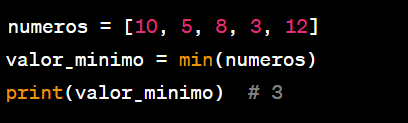 numeros = [10, 5, 8, 3, 12]
valor_minimo = min(numeros)
print(valor_minimo)  # 3